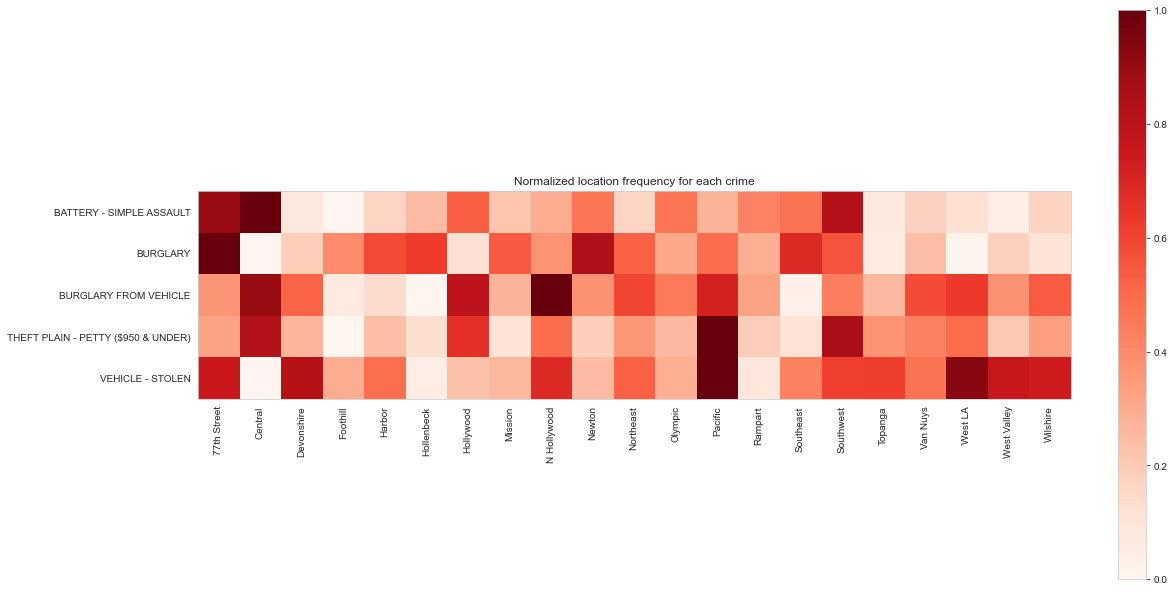 Normalized location frequency for each crime
BATTERY - SIMPLE ASSAULT
BURGLARY
BURGLARY FROM VEHICLE
THEFT PLAIN - PETTY ($950 & UNDER)
VEHICLE - STOLEN
77th Street
Central
Devonshire
Foothill
Harbor
Hollenbeck
Hollywood
Mission
N Hollywood
Newton
Northeast
Olympic
Pacific
Rampart
Southeast
Southwest
Topanga
Van Nuys
West LA
West Valley
Wilshire
1.0
0.8
0.6
0.4
0.2
0.0